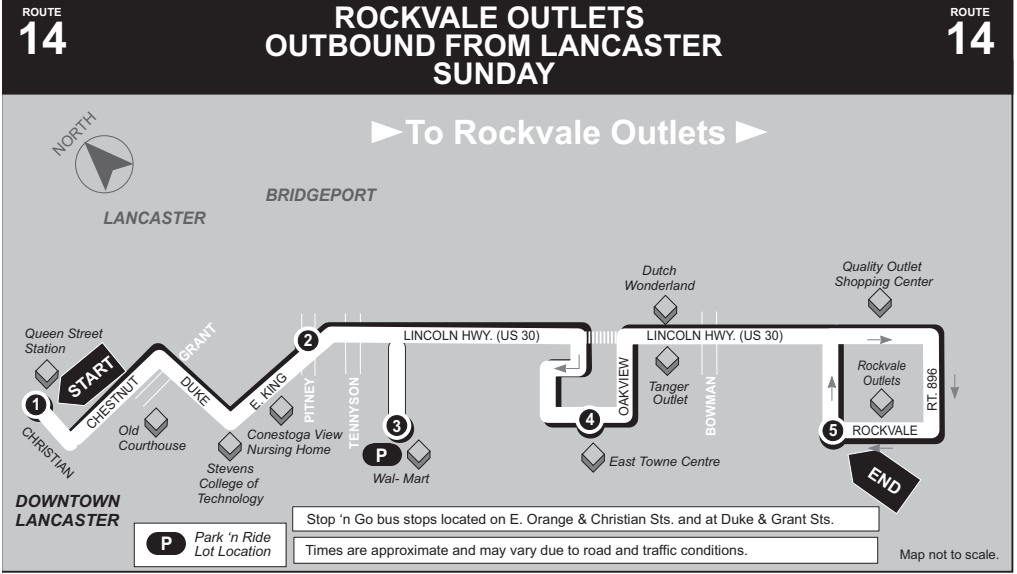 ROUTE
14
ROCKVALE OUTLETS
OUTBOUND FROM LANCASTER
SUNDAY
ROUTE
14
To Rockvale Outlets
NORTH
BRIDGEPORT
LANCASTER
Queen Street
Station
START
1
CHRISTIAN
CHESTNUT
Old
Courthouse
GRANT
DUKE
Stevens
College of
Technology
E. KING
Conestoga View
Nursing Home
2
PITNEY
TENNYSON
LINCOLN HWY. (US 30)
3
P
Wal- Mart
4
East Towne Centre
OAKVIEW
Dutch
Wonderland
LINCOLN HWY. (US 30)
Tanger
Outlet
BOWMAN
Quality Outlet
Shopping Center
Rockvale
Outlets
RT. 896
5
ROCKVALE
END
DOWNTOWN
LANCASTER
P
Park 'n Ride
Lot Location
Stop 'n Go bus stops located on E. Orange & Christian Sts. and at Duke & Grant Sts.
Times are approximate and may vary due to road and traffic conditions.
Map not to scale.